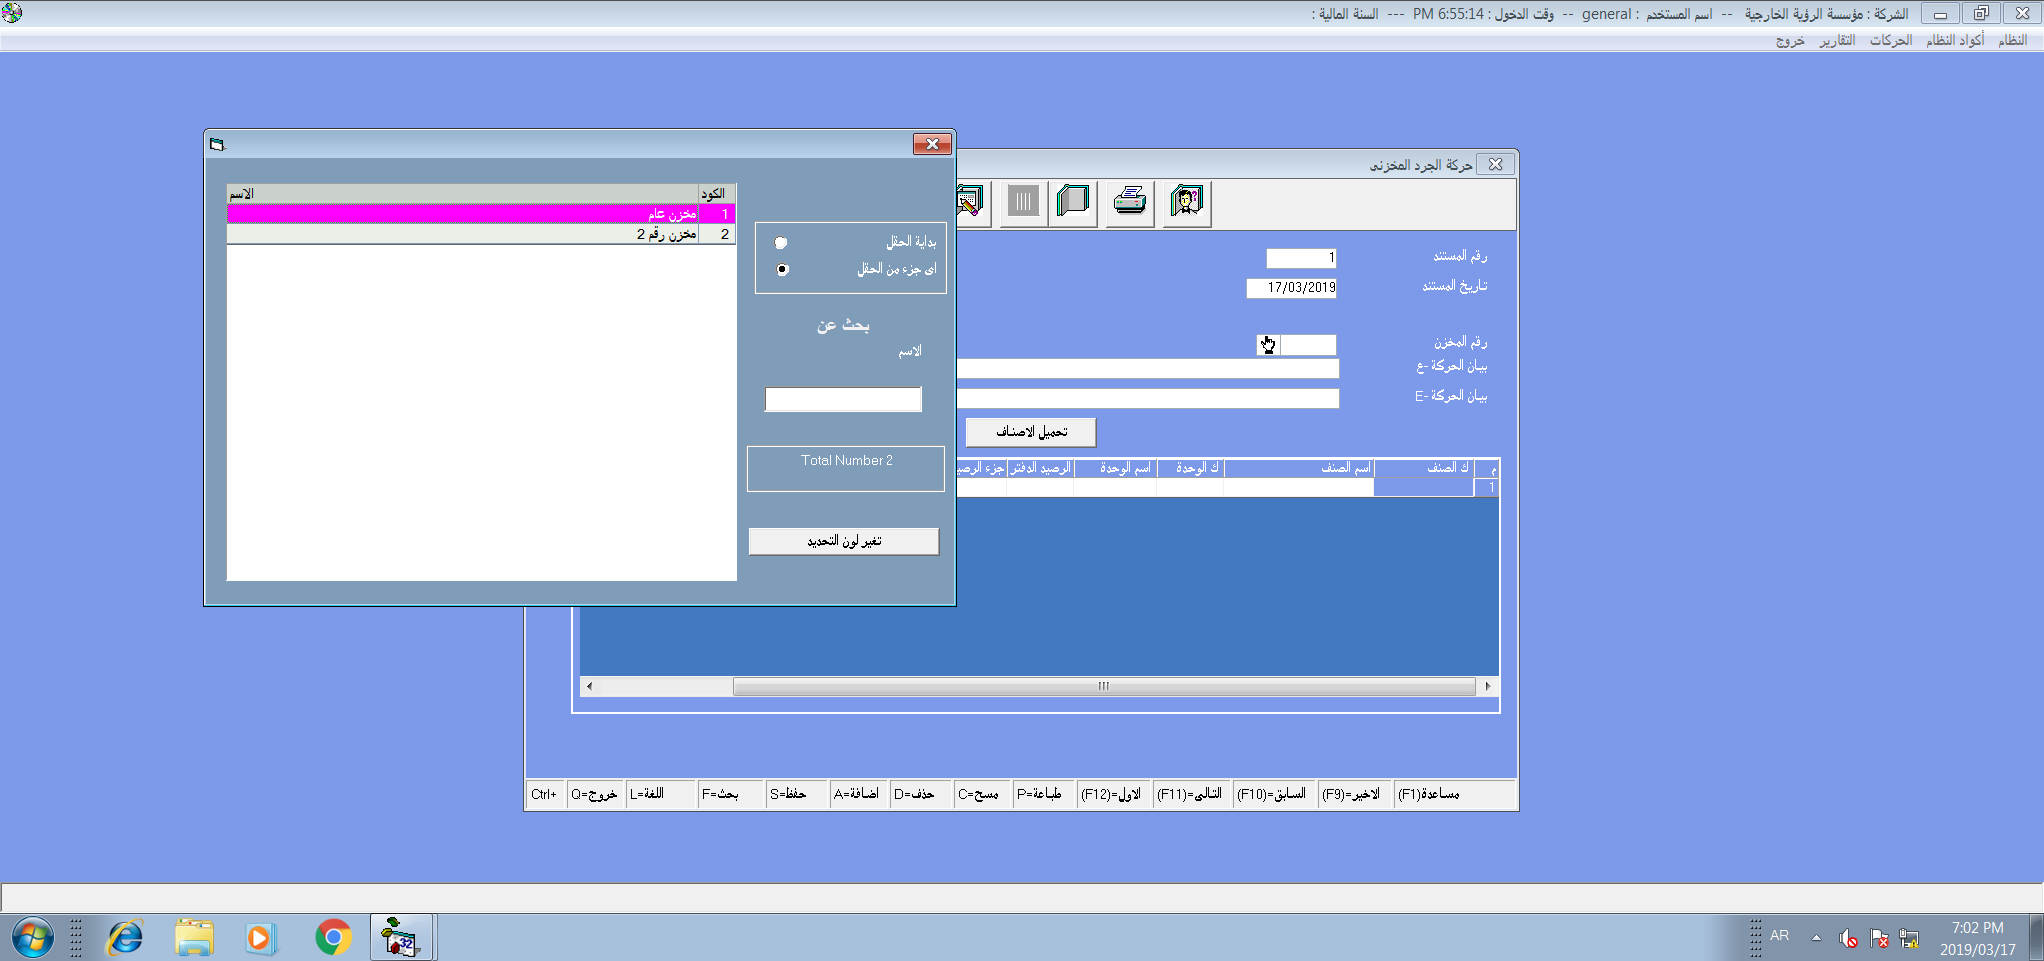 الشركة : مؤسسة الرؤية الخارجية -- اسم المستخدم : general -- وقت الدخول : 6:55:14 PM --- السنة المالية :
النظام أكواد النظام الحركات التقارير خروج
حركة الجرد المخزنى
رقم المستند 1
تاريخ المستند 17/03/2019
رقم المخزن
بيان الحركة -ع
بيان الحركة -E
تحميل الاصناف
م ك الصنف اسم الصنف ك الوحدة اسم الوحدة الرصيد الدفتر
1
الكود الاسم
1 مخزن عام
2 مخزن رقم 2
بداية الحقل
اى جزء من الحقل
بحث عن
الاسم
Total Number 2
تغير لون التحديد
Ctrl+ خروج=Q اللغة=L بحث=F حفظ=S اضافة=A حذف=D مسح=C طباعة=P الاول=(F12) التالى=(F11) السابق=(F10) الاخير=(F9) مساعدة(F1)
AR
7:02 PM
2019/03/17